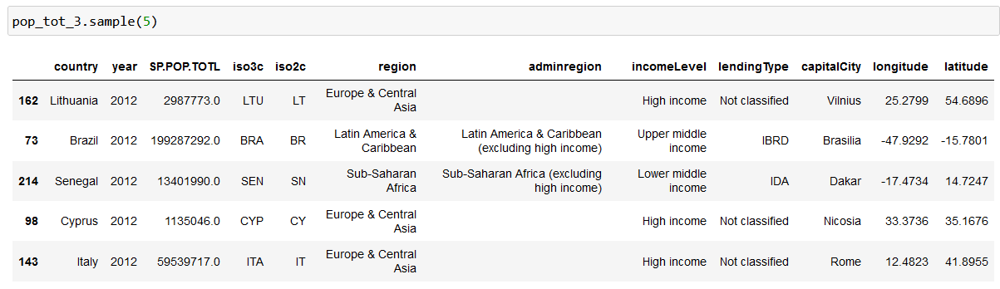 pop_tot_3.sample(5)
country year SP.POP.TOTL iso3c iso2c region adminregion incomeLevel lendingType capitalCity longitude latitude
162 Lithuania 2012 2987773.0 LTU LT Europe & Central Asia High income Not classified Vilnius 25.2799 54.6896
73 Brazil 2012 199287292.0 BRA BR Latin America & Caribbean Latin America & Caribbean (excluding high income) Upper middle income IBRD Brasilia -47.9292 -15.7801
214 Senegal 2012 13401990.0 SEN SN Sub-Saharan Africa Sub-Saharan Africa (excluding high income) Lower middle income IDA Dakar -17.4734 14.7247
98 Cyprus 2012 1135046.0 CYP CY Europe & Central Asia High income Not classified Nicosia 33.3736 35.1676
143 Italy 2012 59539717.0 ITA IT Europe & Central Asia High income Not classified Rome 12.4823 41.8955